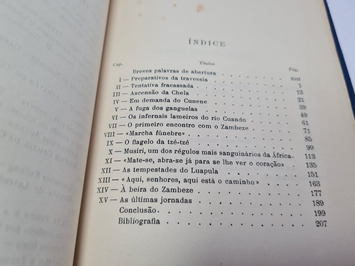 ÍNDICE
Cap. Títulos Pág.
Breves palavras de abertura
I — Preparativos da travessia XIII
II — Tentativa fracassada 1
III — Ascensão da Chela 13
IV — Em demanda do Cunene 21
V — A fuga dos ganguelas 39
VI — Os infernais lameiros do rio Cuando 49
VII — O primeiro encontro com o Zambeze 61
VIII — «Marcha fúnebre» 71
IX — O flagelo da tzé-tzé 85
X — Musiri, um dos régulos mais sanguinários da África 99
XI — «Mate-se, abra-se já para se lhe ver o coração» 113
XII — As tempestades do Luapula 135
XIII — «Aqui, senhores, aqui está o caminho» 151
XIV — À beira do Zambeze 163
XV — As últimas jornadas 177
Conclusão 189
Bibliografia 199
207